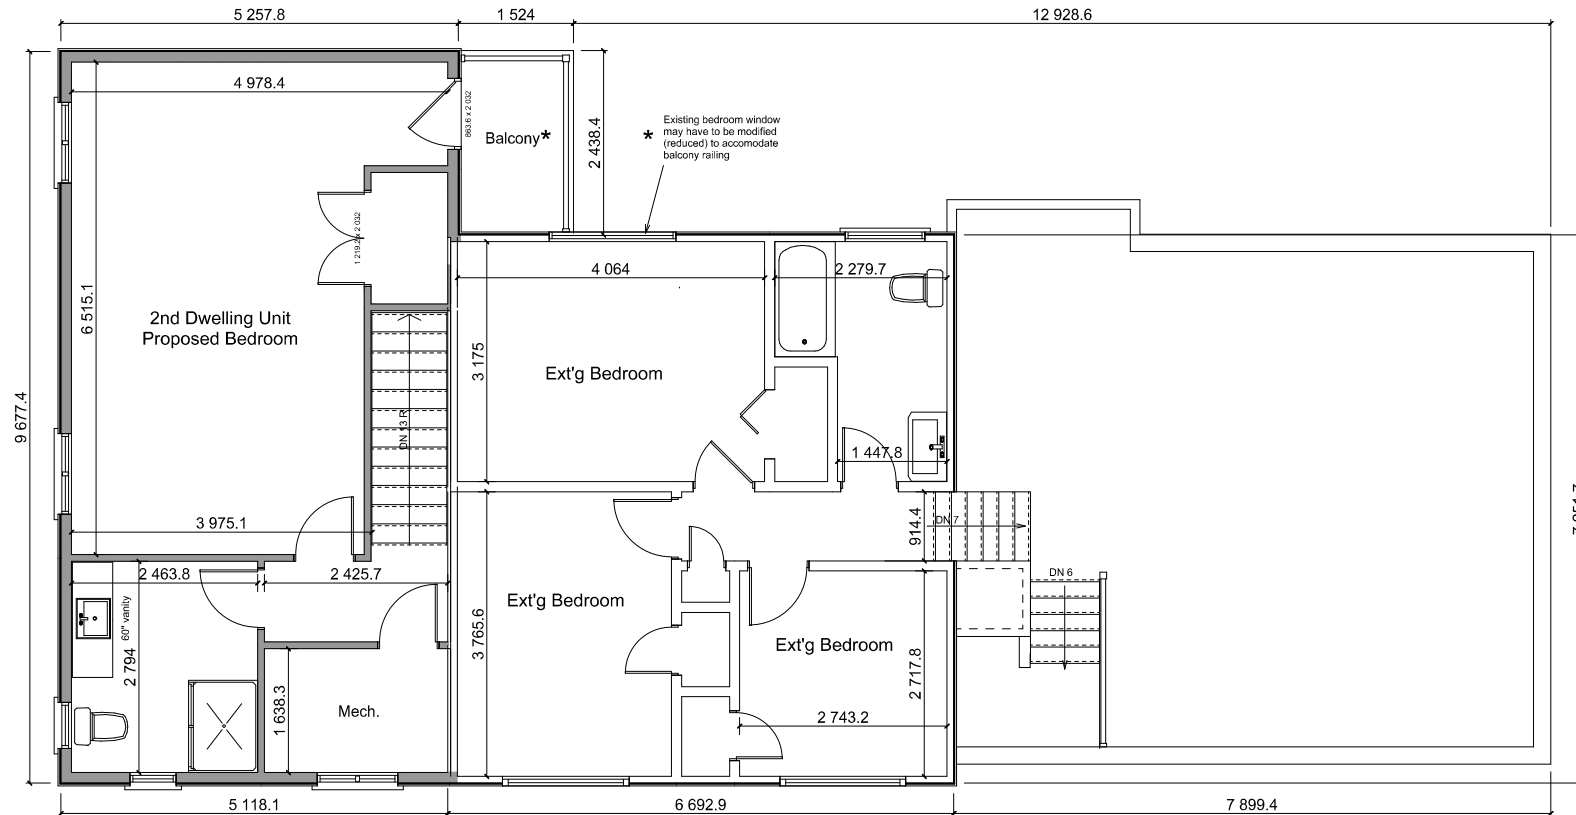 5 257.8
1 524
12 928.6
4 978.4
863.6 x 2 032
Balcony*
2 438.4
* Existing bedroom window
may have to be modified
(reduced) to accomodate
balcony railing
1 219.2 x 2 032
4 064
2 279.7
6 515.1
2nd Dwelling Unit
Proposed Bedroom
3 175
Ext'g Bedroom
9 677.4
DN 13 R
1 447.8
3 975.1
914.4
DN 7
2 463.8
2 425.7
DN 6
60" vanity
2 794
3 765.6
Ext'g Bedroom
Ext'g Bedroom
2 717.8
1 638.3
Mech.
2 743.2
5 118.1
6 692.9
7 899.4